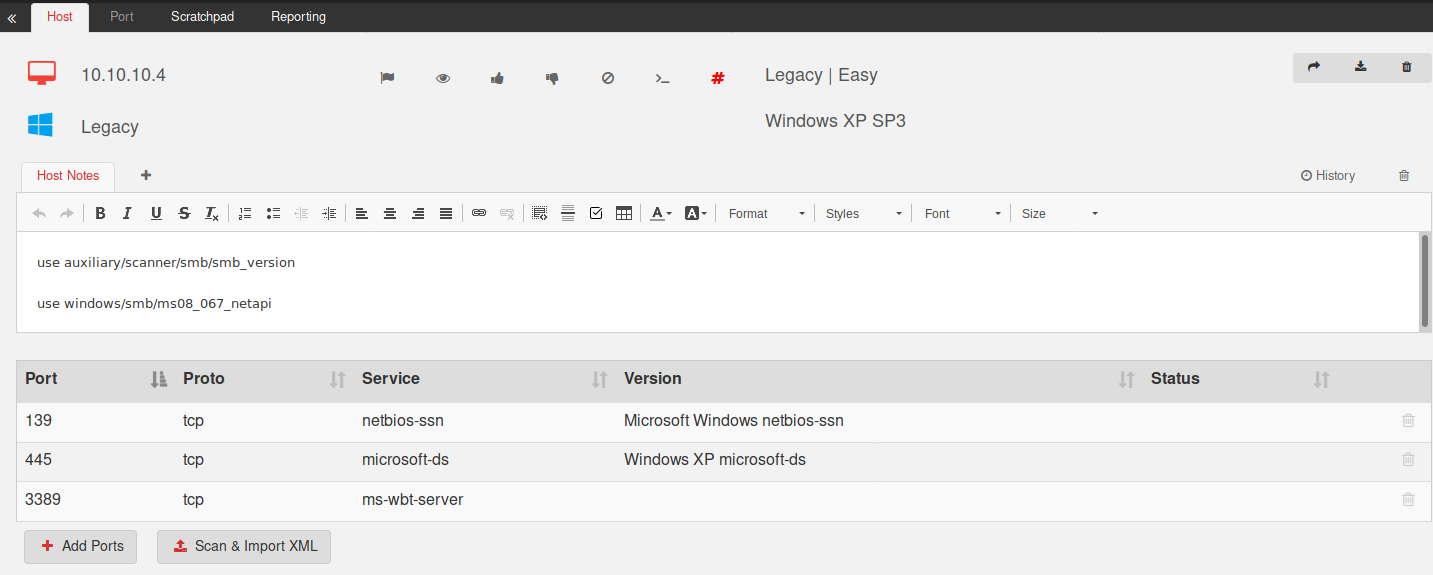 Host Port Scratchpad Reporting
10.10.10.4 # Legacy | Easy
Legacy Windows XP SP3
Host Notes + History
B I U S Tx A A Format Styles Font Size
use auxiliary/scanner/smb/smb_version
use windows/smb/ms08_067_netapi
Port Proto Service Version Status
139 tcp netbios-ssn Microsoft Windows netbios-ssn
445 tcp microsoft-ds Windows XP microsoft-ds
3389 tcp ms-wbt-server
Add Ports Scan & Import XML